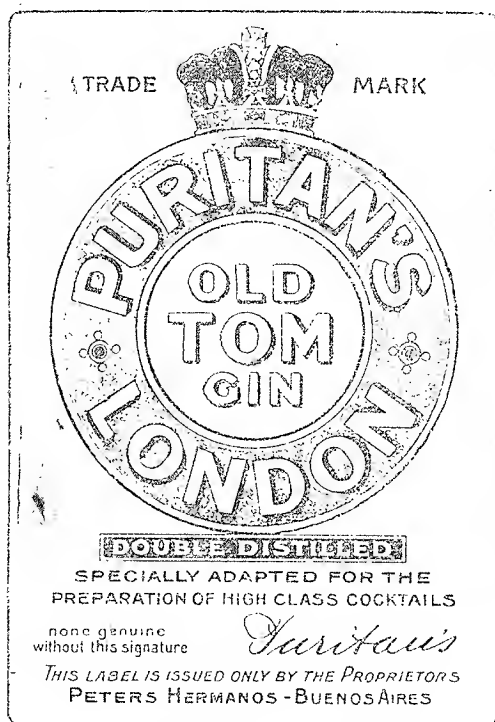 TRADE MARK
PURITAN'S
OLD
TOM
GIN
LONDON
DOUBLE DISTILLED
SPECIALLY ADAPTED FOR THE
PREPARATION OF HIGH CLASS COCKTAILS
none genuine
without this signature
Puritan's
THIS LABEL IS ISSUED ONLY BY THE PROPRIETORS
PETERS HERMANOS - BUENOS AIRES